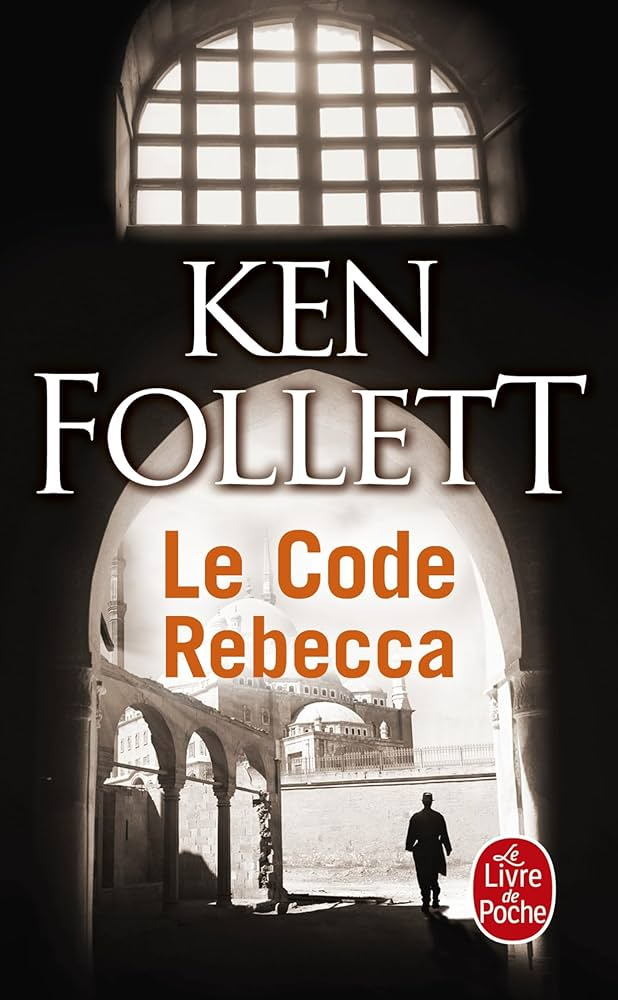 KEN
FOLLETT
Le Code
Rebecca
Le
Livre
de
Poche